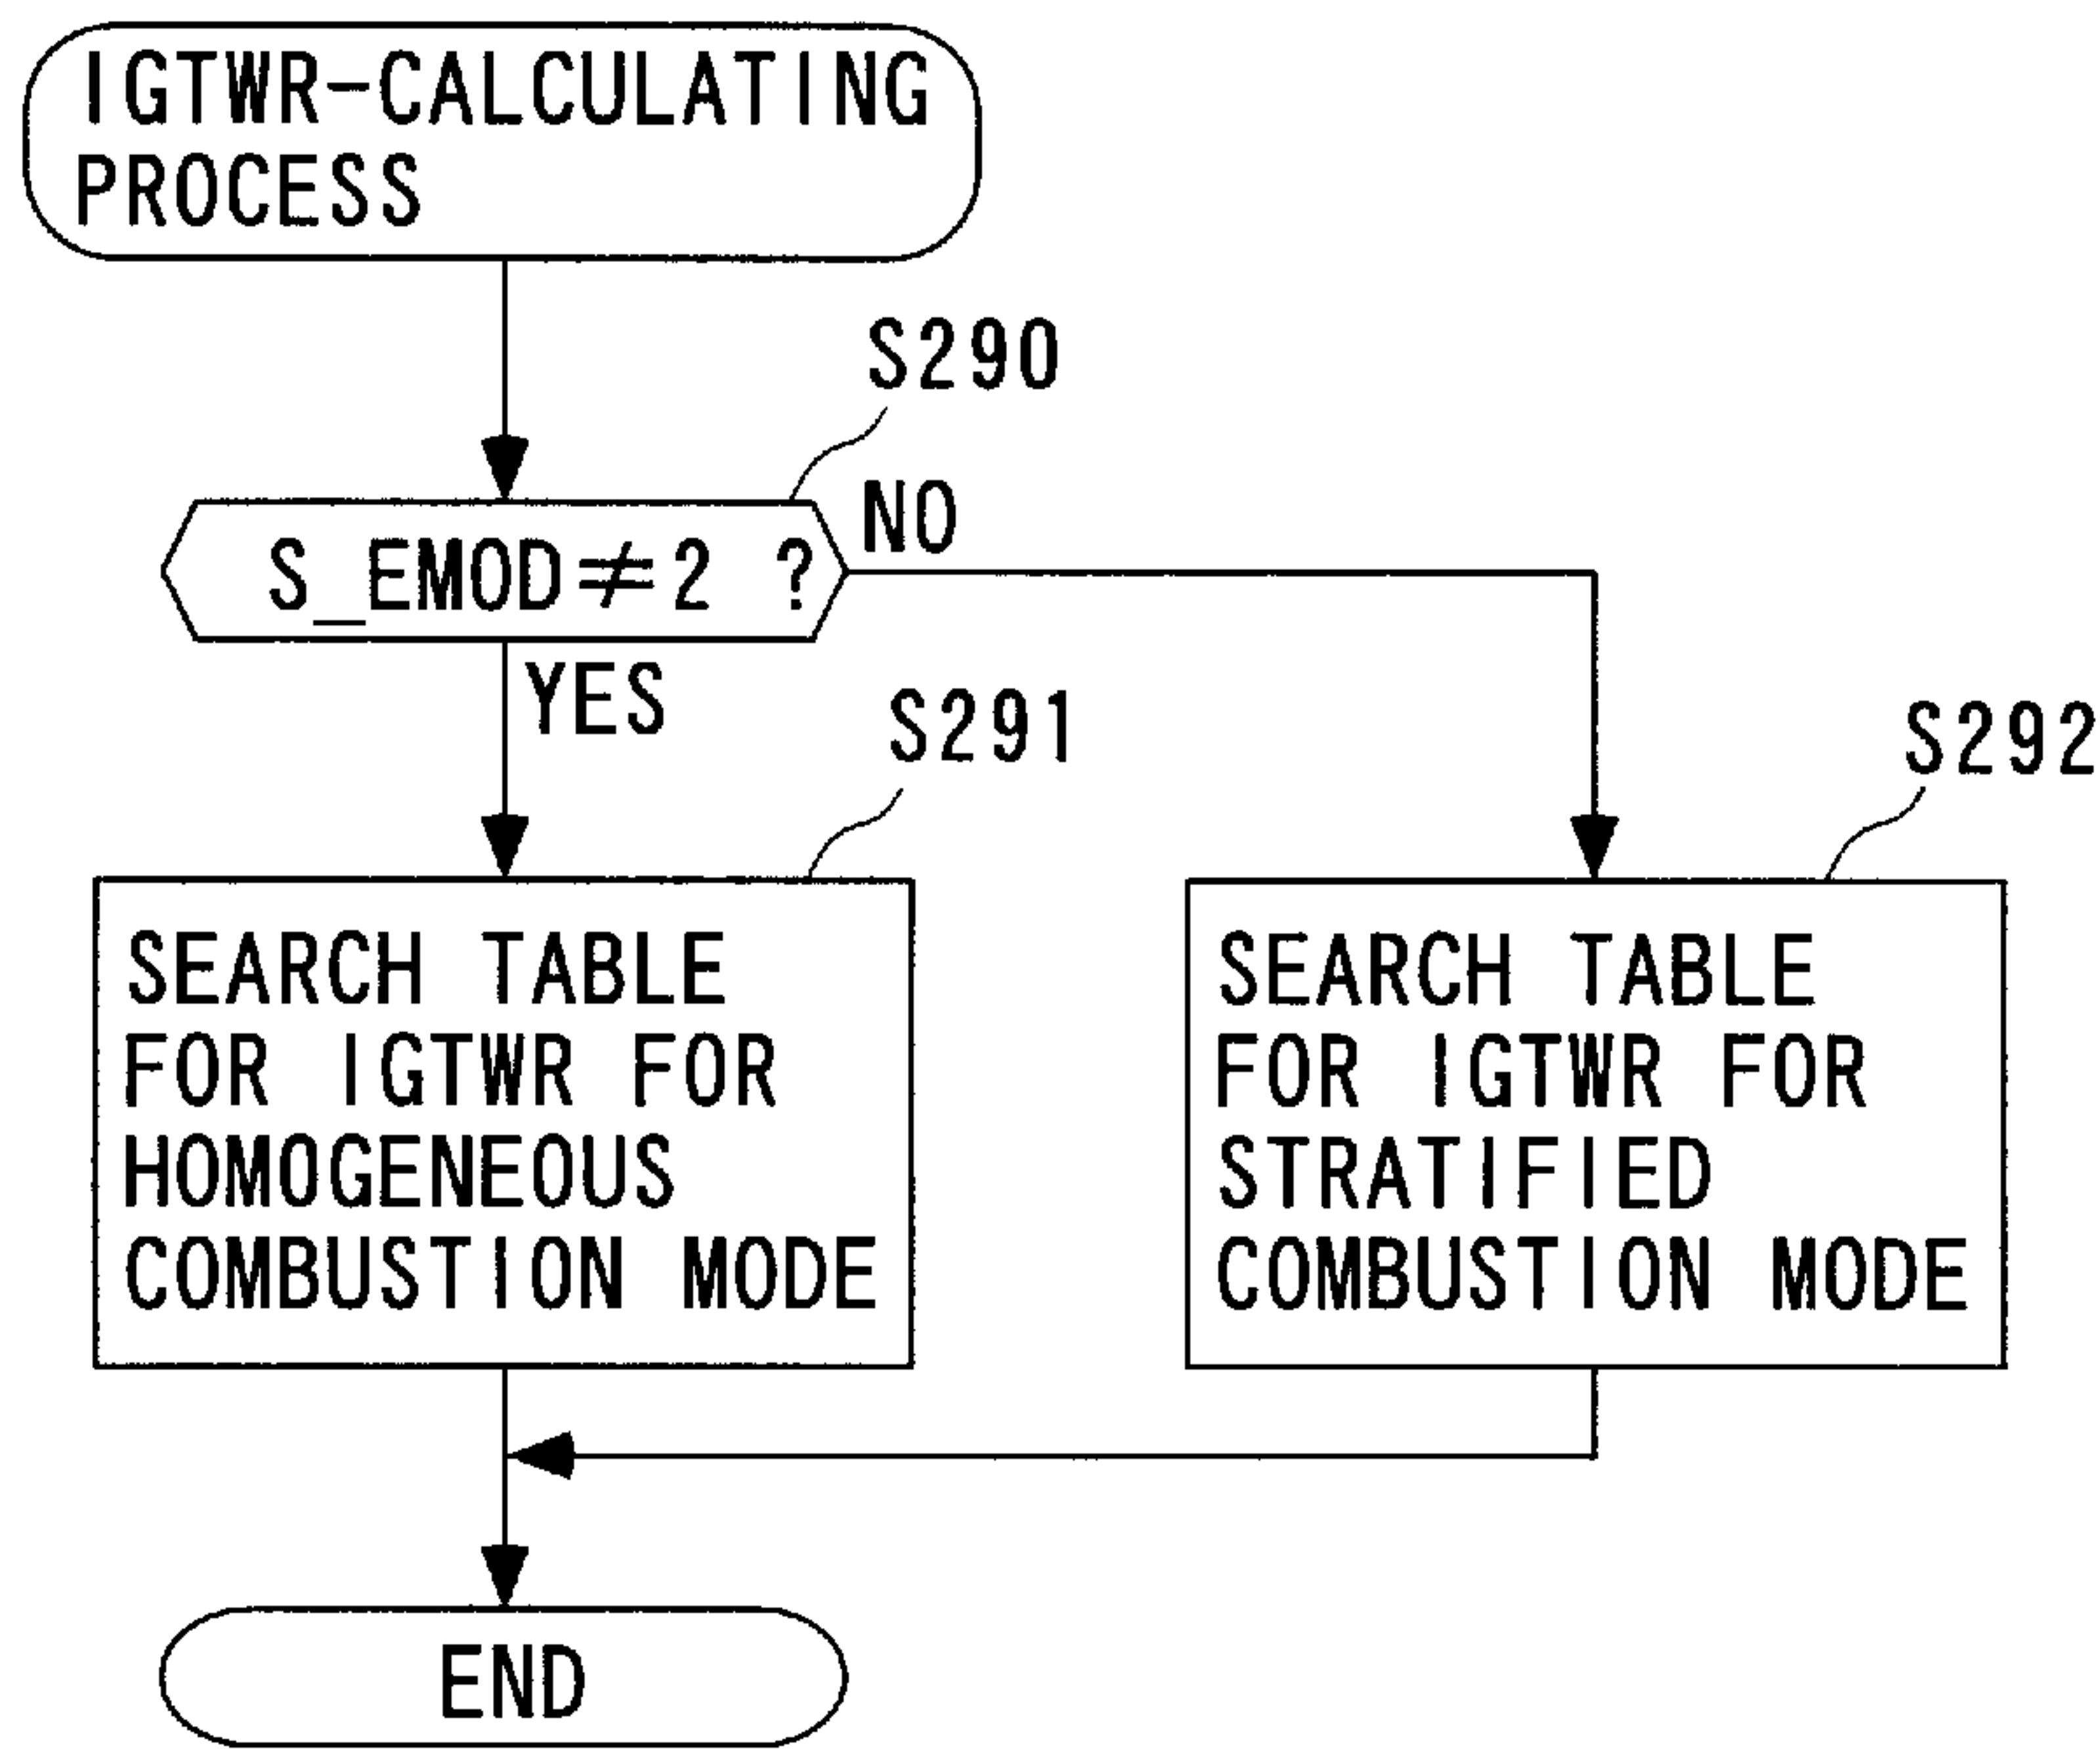 IGTWR-CALCULATING
PROCESS
S290
NO
S_EMOD≠2 ?
YES
S291
S292
SEARCH TABLE
FOR IGTWR FOR
HOMOGENEOUS
COMBUSTION MODE
SEARCH TABLE
FOR IGTWR FOR
STRATIFIED
COMBUSTION MODE
END